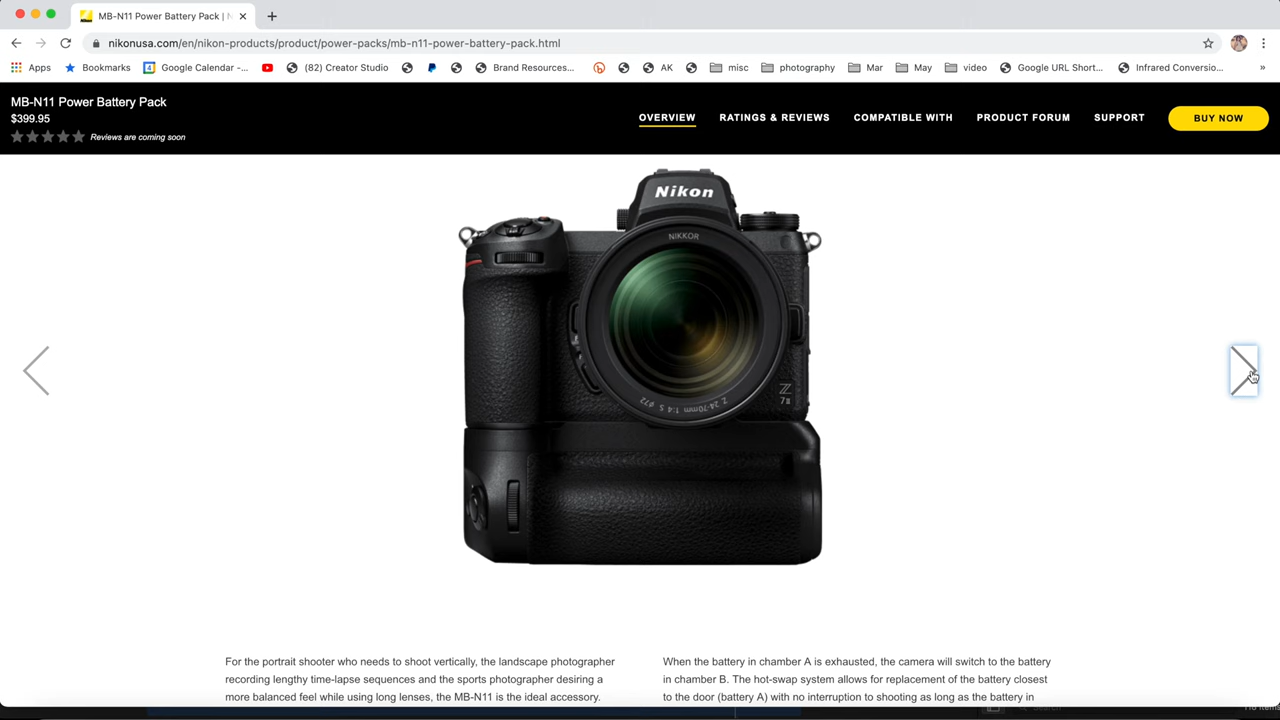 MB-N11 Power Battery Pack | N
nikonusa.com/en/nikon-products/product/power-packs/mb-n11-power-battery-pack.html
Apps Bookmarks Google Calendar -... (82) Creator Studio Brand Resources... AK misc photography Mar May video Google URL Short... Infrared Conversio... »
MB-N11 Power Battery Pack
$399.95
Reviews are coming soon
OVERVIEW RATINGS & REVIEWS COMPATIBLE WITH PRODUCT FORUM SUPPORT BUY NOW
Nikon
NIKKOR
Z
7II
Z 24-70mm 1:4 S ø72
For the portrait shooter who needs to shoot vertically, the landscape photographer
recording lengthy time-lapse sequences and the sports photographer desiring a
more balanced feel while using long lenses, the MB-N11 is the ideal accessory.
When the battery in chamber A is exhausted, the camera will switch to the battery
in chamber B. The hot-swap system allows for replacement of the battery closest
to the door (battery A) with no interruption to shooting as long as the battery in
Search